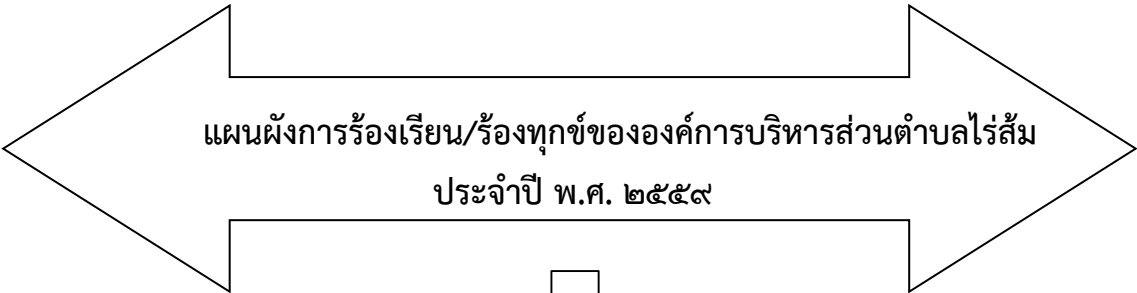 แผนผังการร้องเรียน/ร้องทุกข์ขององค์การบริหารส่วนตำบลไร่ส้ม
ประจำปี พ.ศ. ๒๕๕๙